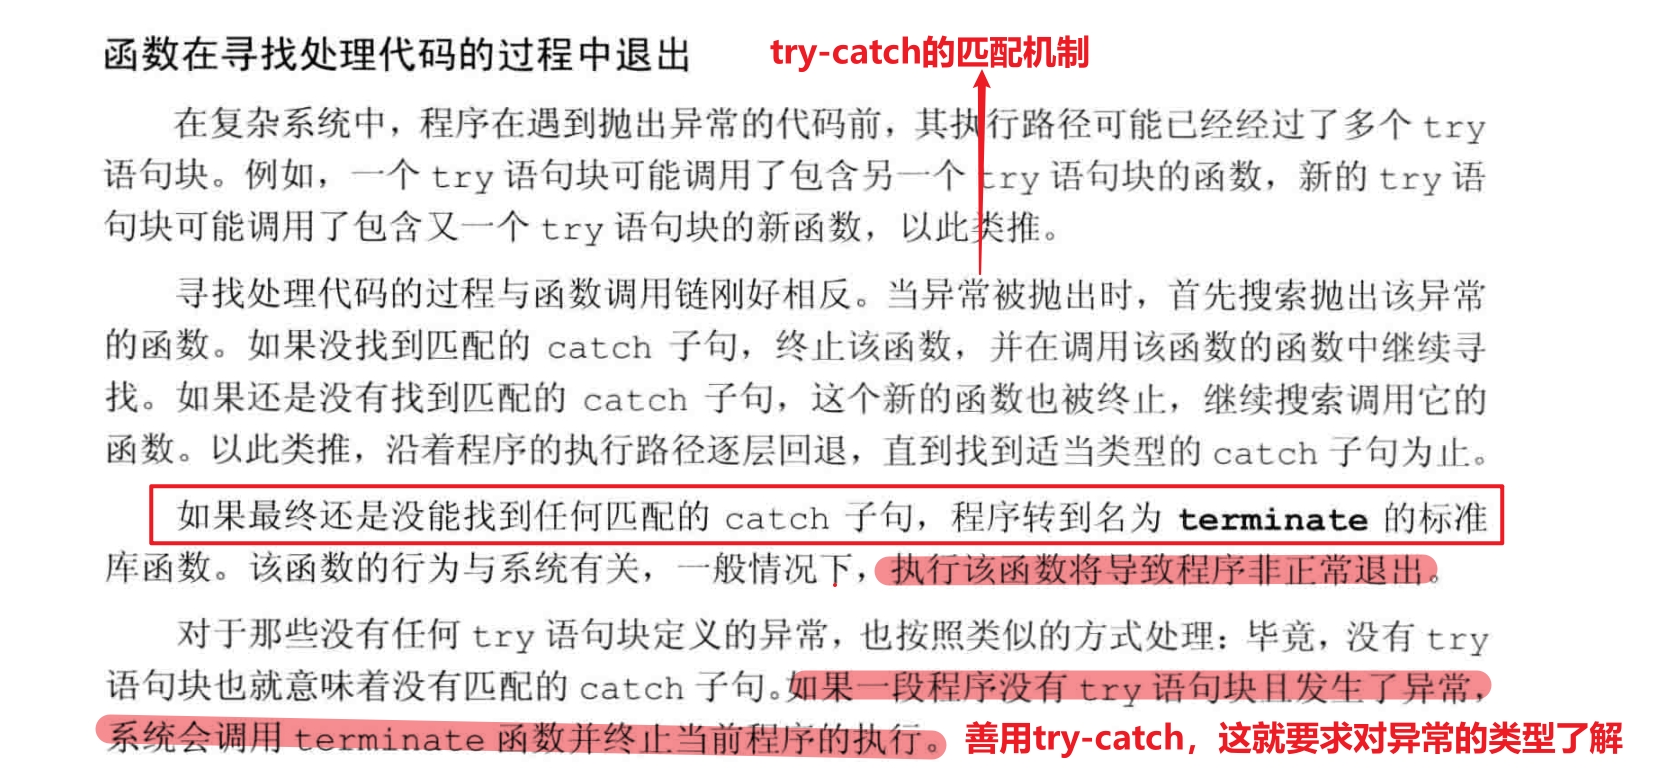 函数在寻找处理代码的过程中退出
try-catch的匹配机制
在复杂系统中，程序在遇到抛出异常的代码前，其执行路径可能已经经过了多个 try
语句块。例如，一个 try 语句块可能调用了包含另一个 try 语句块的函数，新的 try 语
句块可能调用了包含又一个 try 语句块的新函数，以此类推。
寻找处理代码的过程与函数调用链刚好相反。当异常被抛出时，首先搜索抛出该异常
的函数。如果没找到匹配的 catch 子句，终止该函数，并在调用该函数的函数中继续寻
找。如果还是没有找到匹配的 catch 子句，这个新的函数也被终止，继续搜索调用它的
函数。以此类推，沿着程序的执行路径逐层回退，直到找到适当类型的 catch 子句为止。
如果最终还是没能找到任何匹配的 catch 子句，程序转到名为 terminate 的标准
库函数。该函数的行为与系统有关，一般情况下，执行该函数将导致程序非正常退出。
对于那些没有任何 try 语句块定义的异常，也按照类似的方式处理：毕竟，没有 try
语句块也就意味着没有匹配的 catch 子句。如果一段程序没有 try 语句块且发生了异常，
系统会调用 terminate 函数并终止当前程序的执行。
善用try-catch，这就要求对异常的类型了解